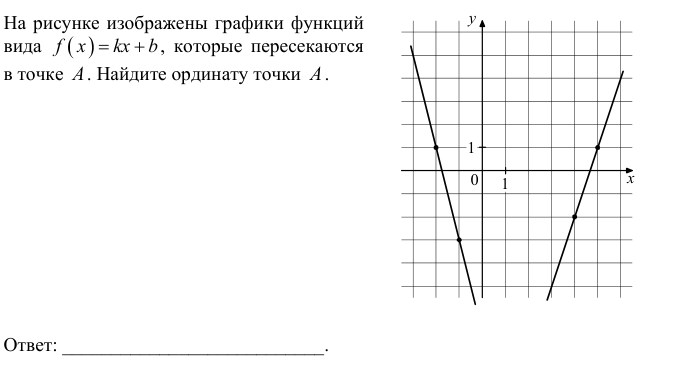 На рисунке изображены графики функций
вида f(x)=kx+b, которые пересекаются
в точке A. Найдите ординату точки A.
y
1
0
1
x
Ответ: ___________________________.